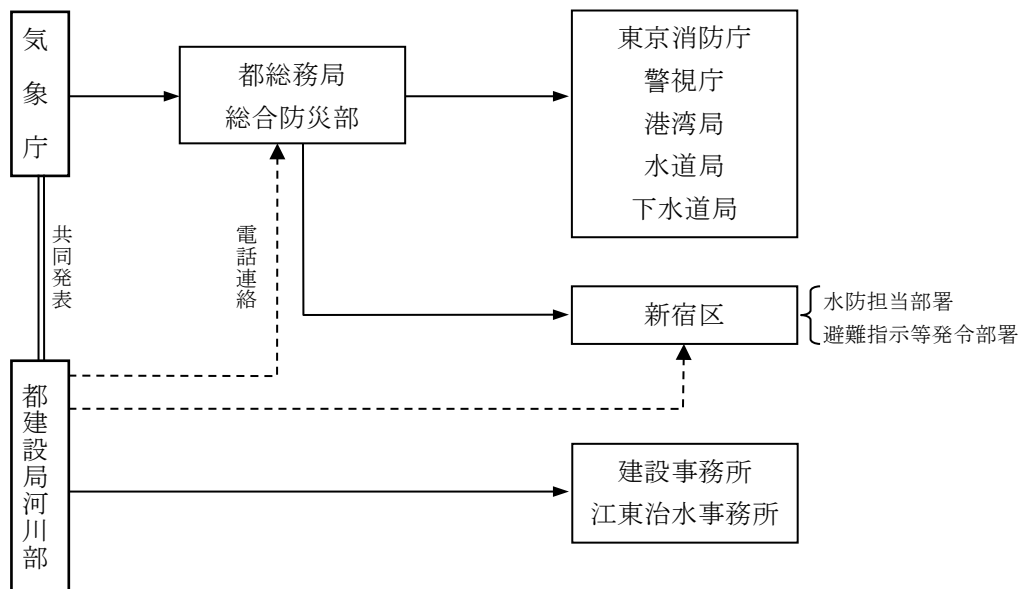 気象庁
都総務局
総合防災部
東京消防庁
警視庁
港湾局
水道局
下水道局
共同発表
電話連絡
新宿区
水防担当部署
避難指示等発令部署
都建設局河川部
建設事務所
江東治水事務所